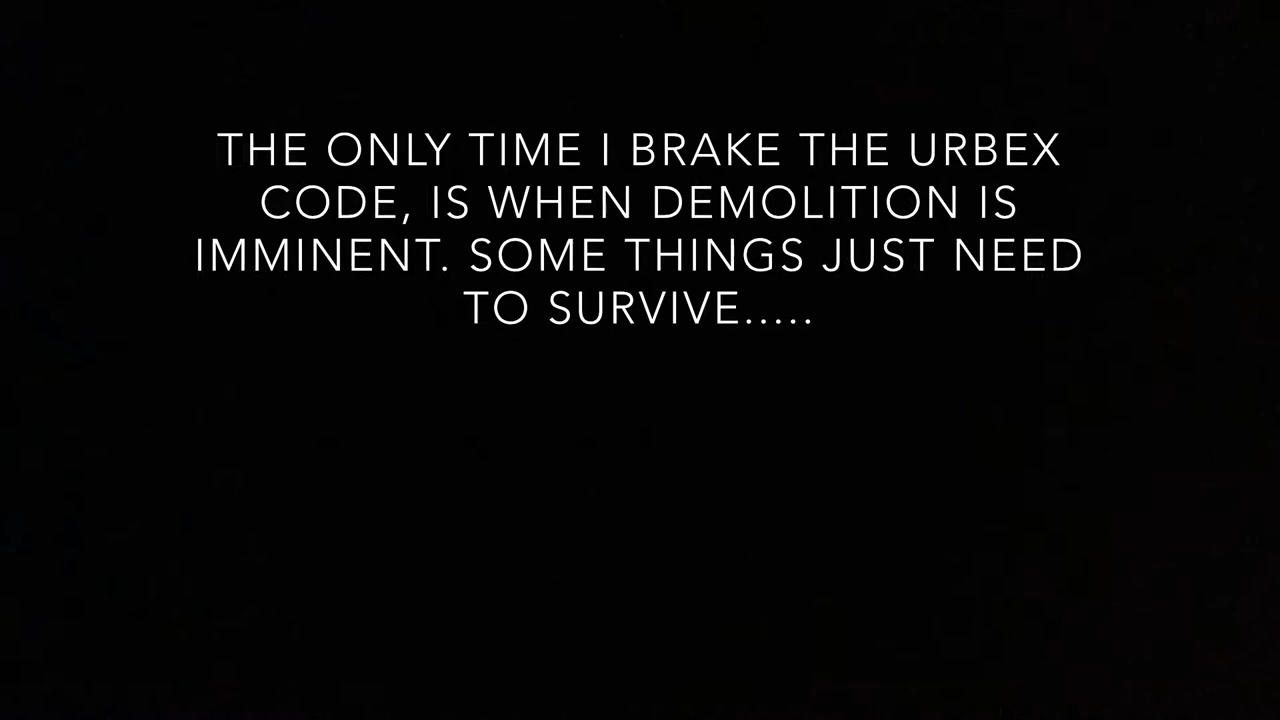 THE ONLY TIME I BRAKE THE URBEX
CODE, IS WHEN DEMOLITION IS
IMMINENT. SOME THINGS JUST NEED
TO SURVIVE.....